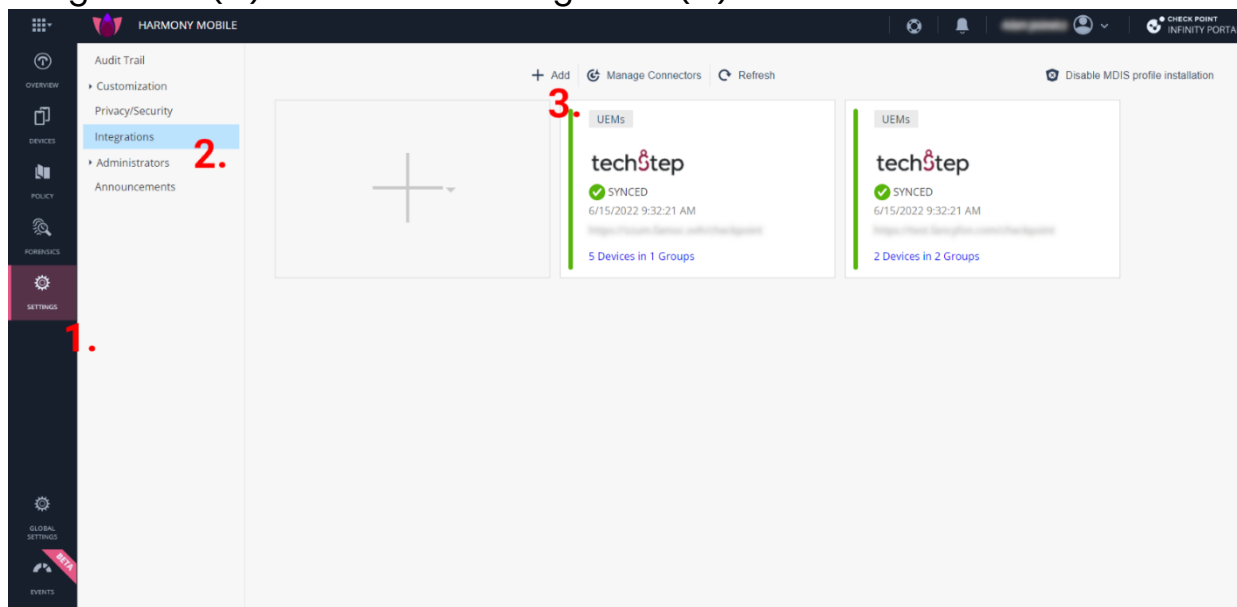 HARMONY MOBILE
CHECK POINT
INFINITY PORTA
OVERVIEW
DEVICES
POLICY
FORENSICS
SETTINGS
1.
GLOBAL
SETTINGS
BETA
EVENTS
Audit Trail
Customization
Privacy/Security
Integrations
2.
Administrators
Announcements
+ Add Manage Connectors Refresh Disable MDIS profile installation
3.
UEMs
techstep
SYNCED
6/15/2022 9:32:21 AM
5 Devices in 1 Groups
UEMs
techstep
SYNCED
6/15/2022 9:32:21 AM
2 Devices in 2 Groups